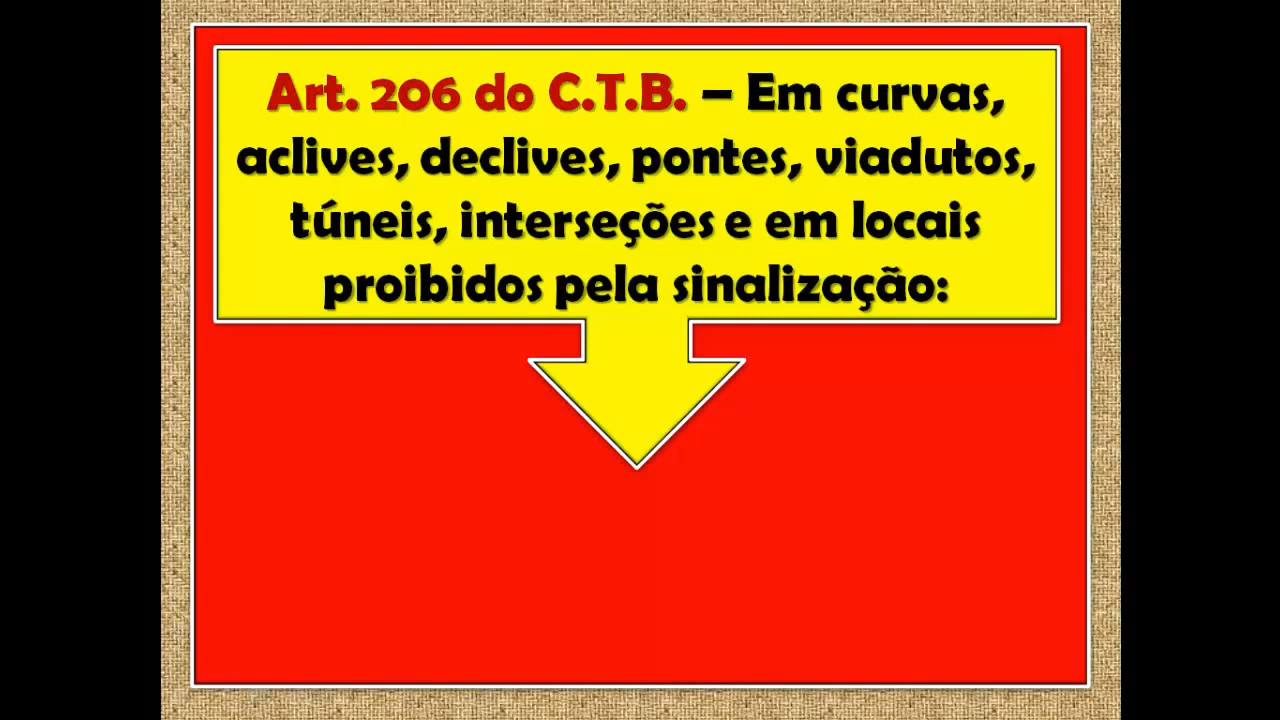 Art. 206 do C.T.B. – Em curvas,
aclives, declives, pontes, viadutos,
túneis, interseções e em locais
proibidos pela sinalização: